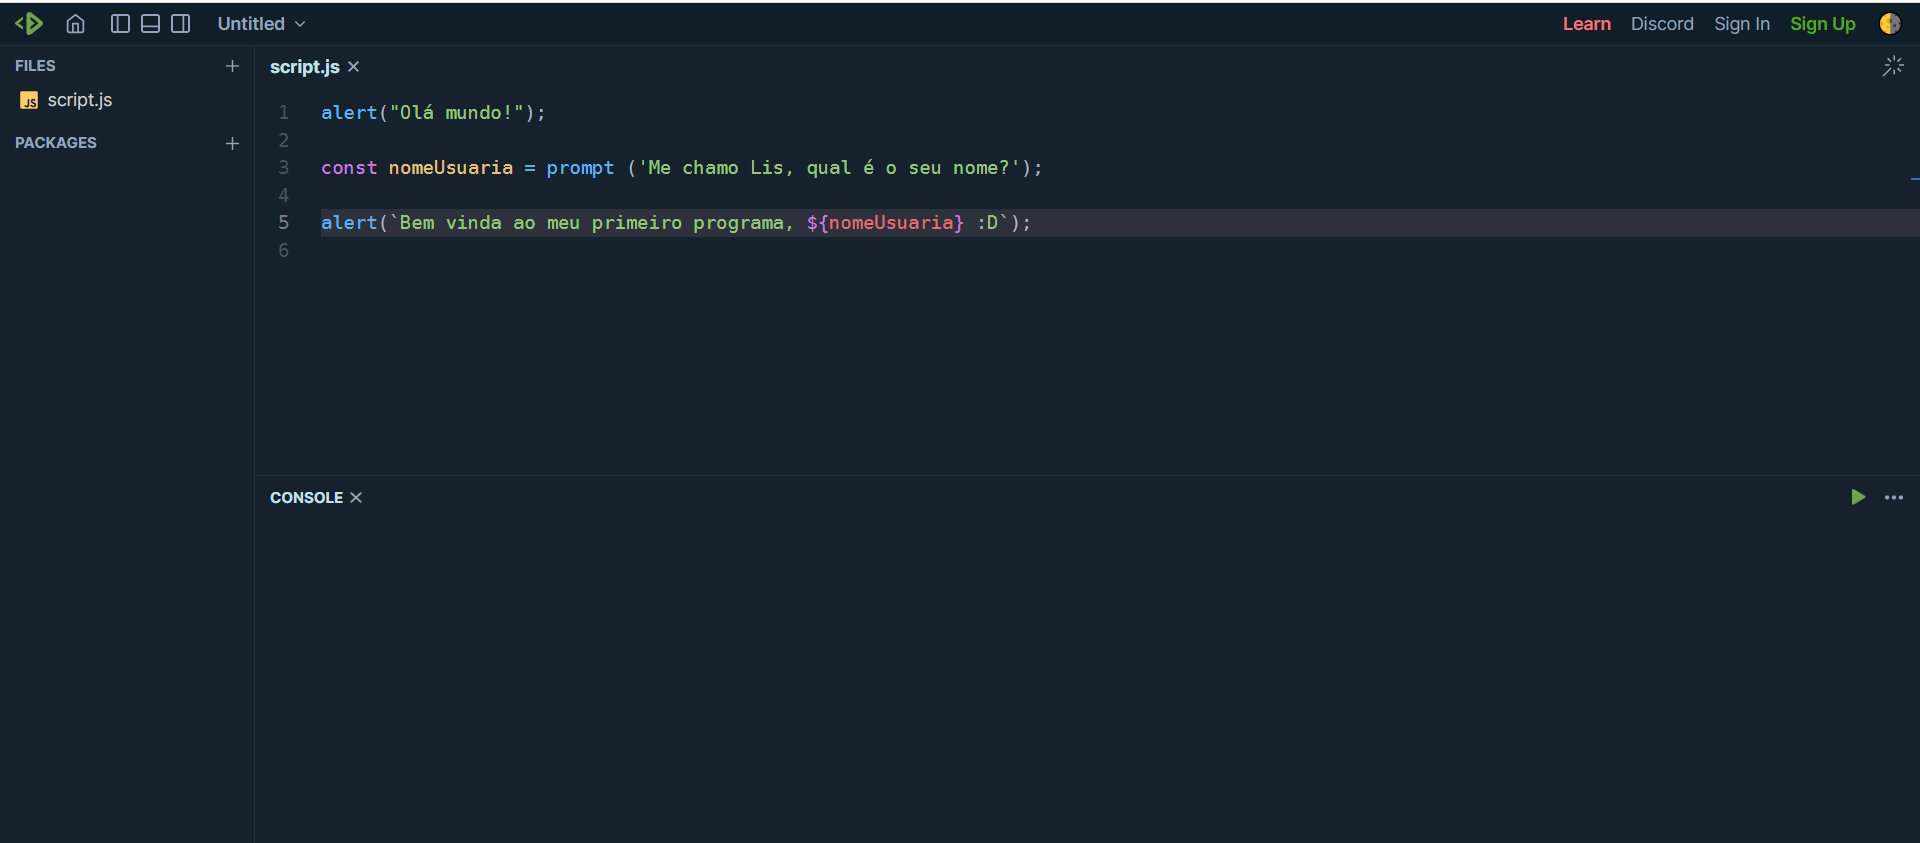 Untitled
Learn Discord Sign In Sign Up
FILES
JS script.js
PACKAGES
script.js
1 alert("Olá mundo!");
2
3 const nomeUsuaria = prompt ('Me chamo Lis, qual é o seu nome?');
4
5 alert(`Bem vinda ao meu primeiro programa, ${nomeUsuaria} :D`);
6
CONSOLE